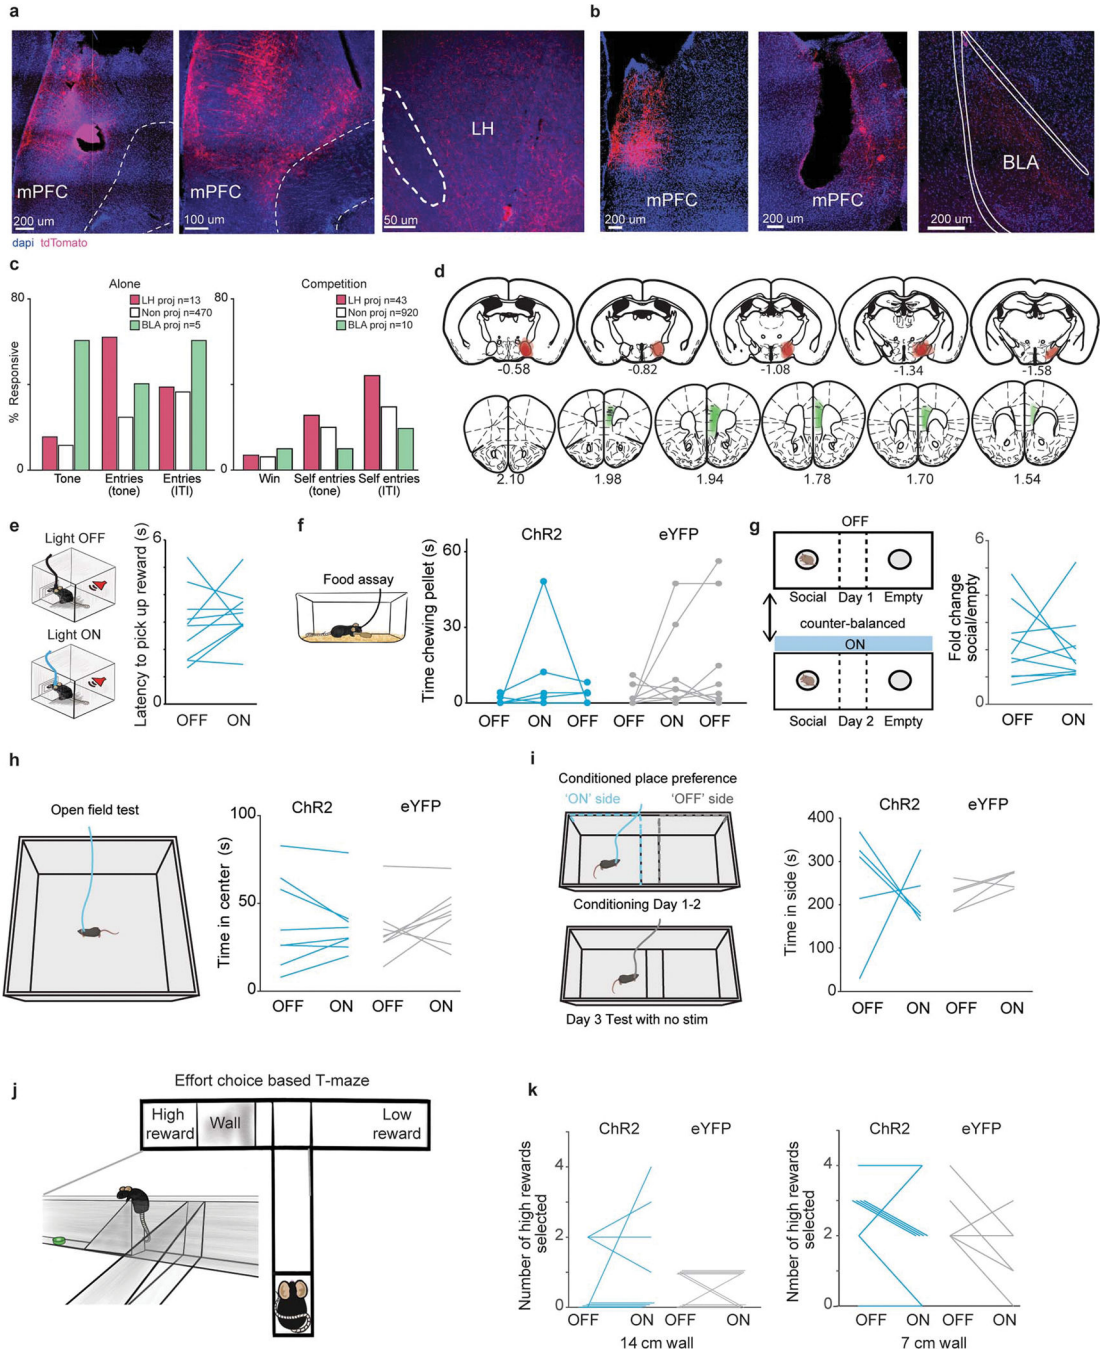 a
mPFC
200 um
mPFC
100 um
LH
50 um
dapi tdTomato
b
mPFC
200 um
mPFC
200 um
BLA
200 um
c
Alone
Competition
LH proj n=13
Non proj n=470
BLA proj n=5
LH proj n=43
Non proj n=920
BLA proj n=10
% Responsive
80
0
80
0
Tone
Entries
(tone)
Entries
(ITI)
Win
Self entries
(tone)
Self entries
(ITI)
d
-0.58
-0.82
-1.08
-1.34
-1.58
2.10
1.98
1.94
1.78
1.70
1.54
e
Light OFF
Light ON
Latency to pick up reward (s)
6
0
OFF
ON
f
Food assay
Time chewing pellet (s)
ChR2
eYFP
60
30
0
OFF
ON
OFF
OFF
ON
OFF
g
OFF
Social
Day 1
Empty
counter-balanced
ON
Social
Day 2
Empty
Fold change
social/empty
6
0
OFF
ON
h
Open field test
Time in center (s)
ChR2
eYFP
100
50
0
OFF
ON
OFF
ON
i
Conditioned place preference
'ON' side
'OFF' side
Conditioning Day 1-2
Day 3 Test with no stim
Time in side (s)
ChR2
eYFP
400
300
200
100
0
OFF
ON
OFF
ON
j
Effort choice based T-maze
High
reward
Wall
Low
reward
k
Number of high rewards
selected
ChR2
eYFP
4
2
0
OFF
ON
OFF
ON
14 cm wall
Nmber of high rewards
selected
ChR2
eYFP
4
2
0
OFF
ON
OFF
ON
7 cm wall